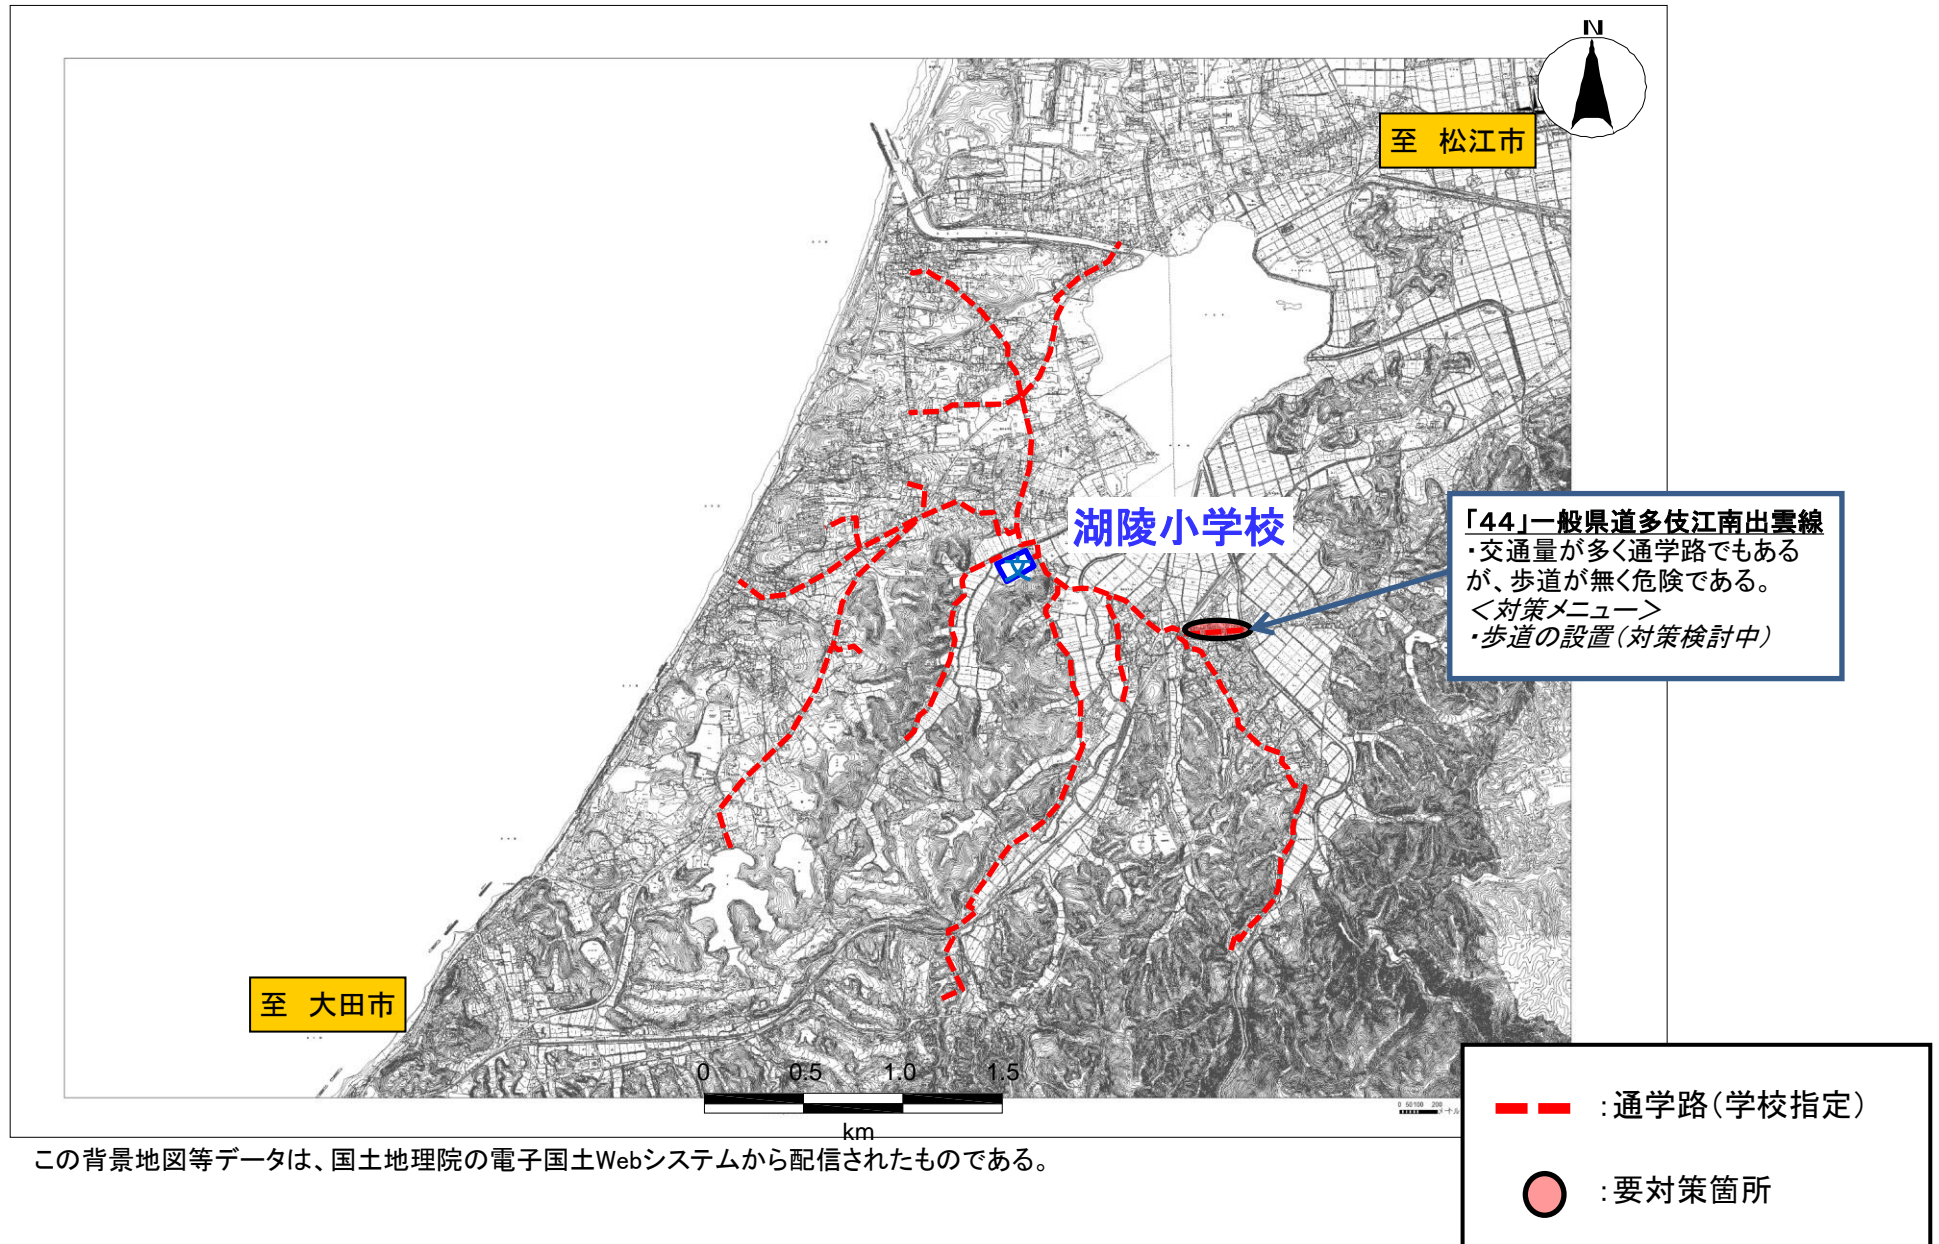 N
至　松江市
湖陵小学校
「44」一般県道多伎江南出雲線
・交通量が多く通学路でもある
が、歩道が無く危険である。
＜対策メニュー＞
・歩道の設置（対策検討中）
至　大田市
0 0.5 1.0 1.5
km
：通学路（学校指定）
：要対策箇所
この背景地図等データは、国土地理院の電子国土Webシステムから配信されたものである。